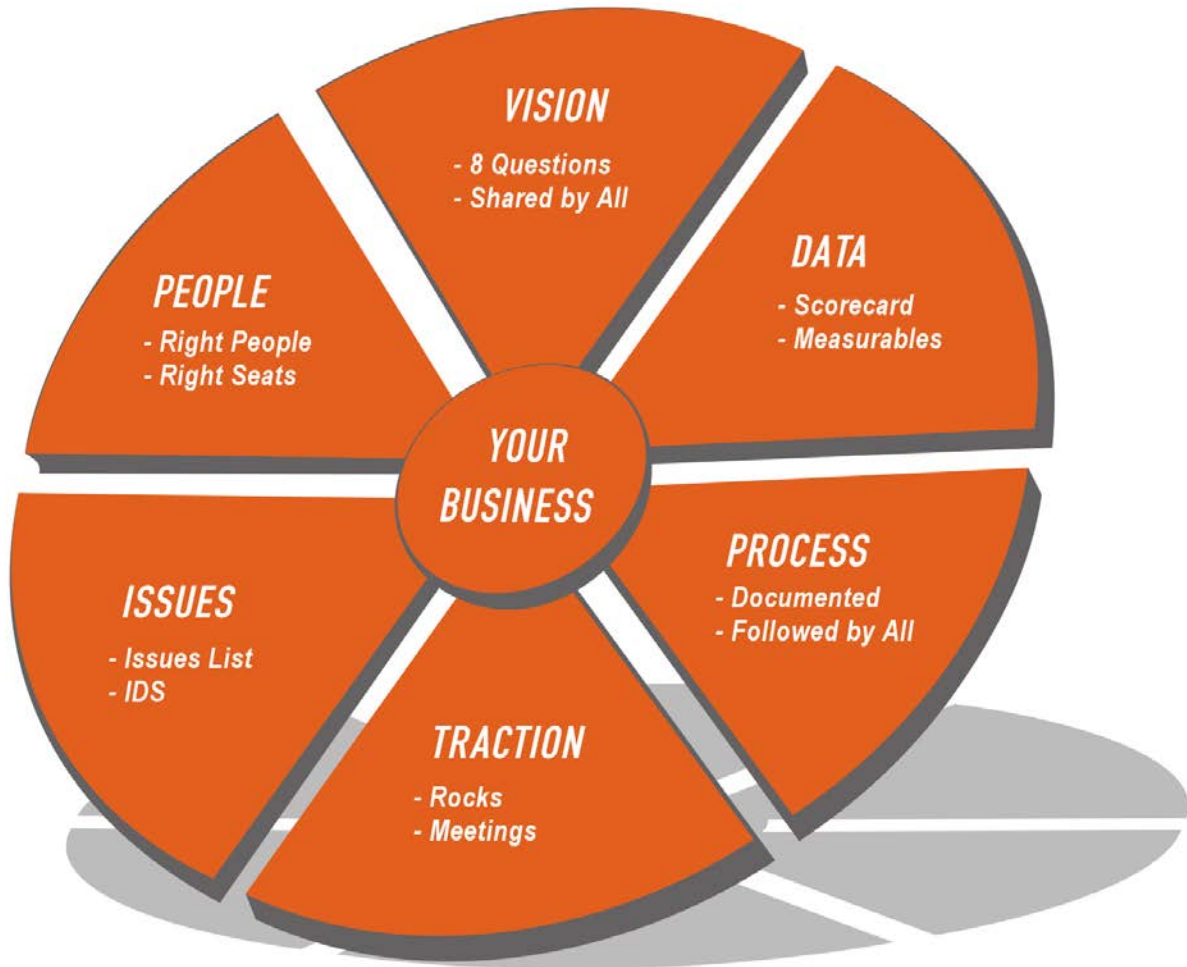 VISION
- 8 Questions
- Shared by All
DATA
- Scorecard
- Measurables
PEOPLE
- Right People
- Right Seats
YOUR
BUSINESS
PROCESS
- Documented
- Followed by All
ISSUES
- Issues List
- IDS
TRACTION
- Rocks
- Meetings